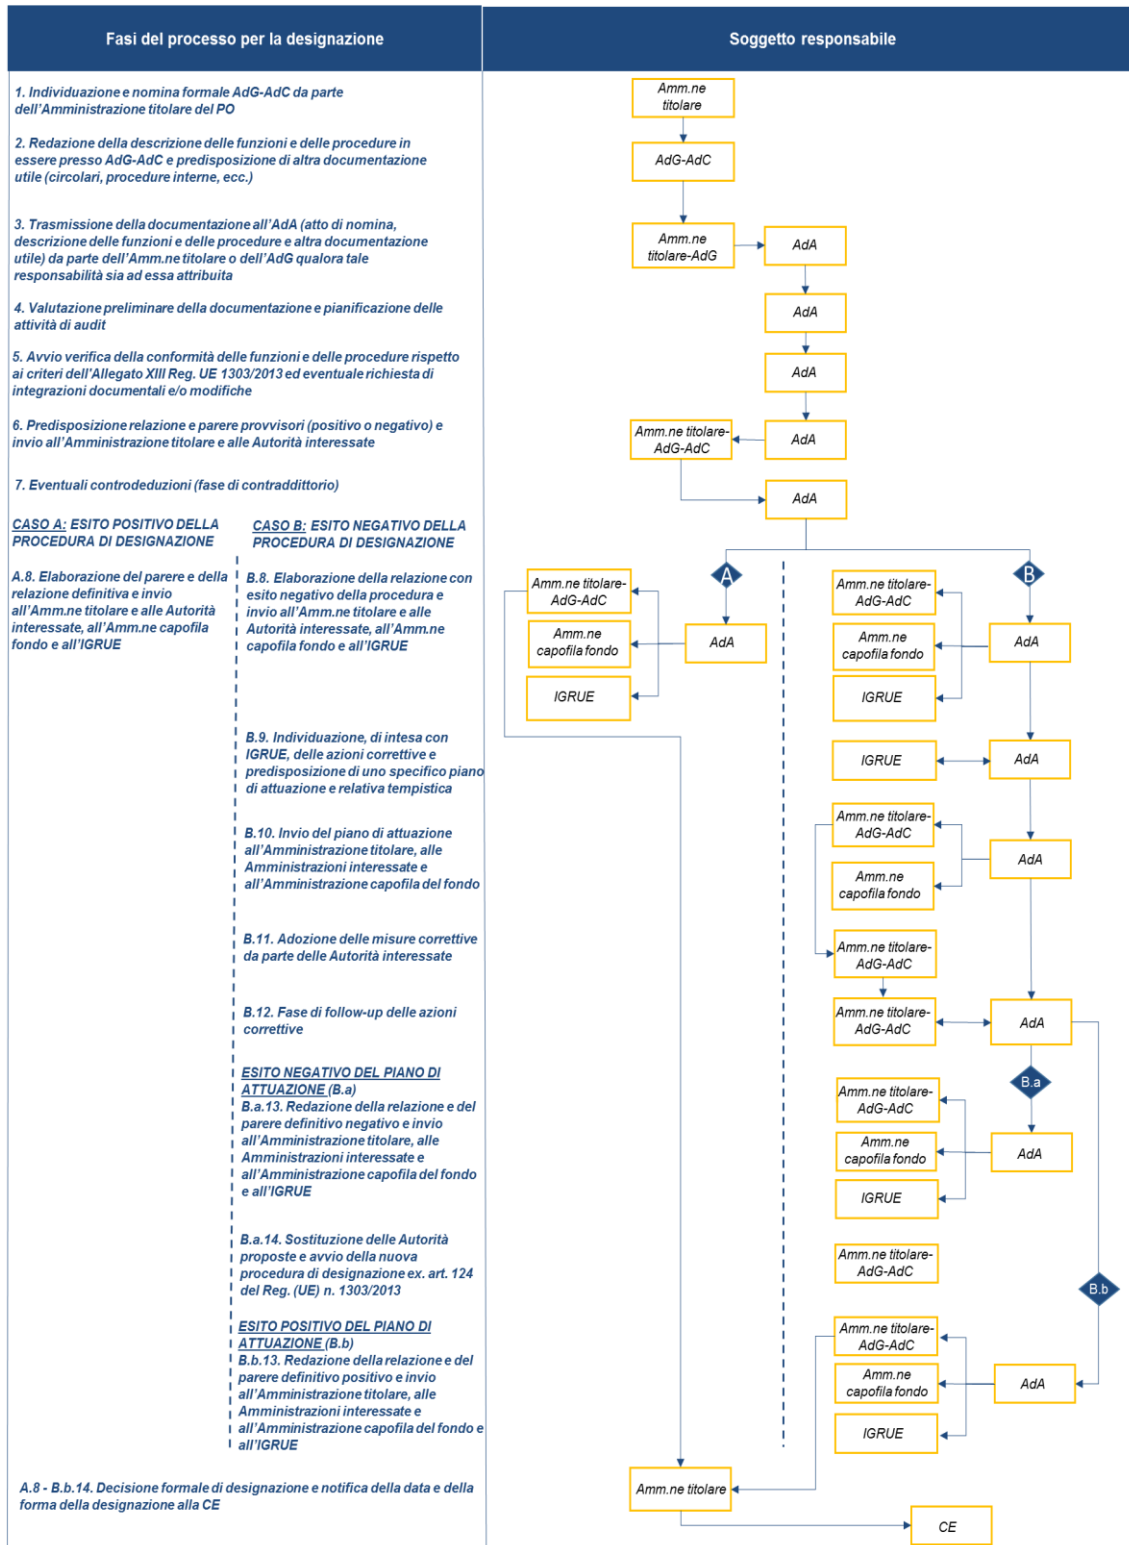 Fasi del processo per la designazione
Soggetto responsabile
1. Individuazione e nomina formale AdG-AdC da parte
dell'Amministrazione titolare del PO
Amm.ne
titolare
2. Redazione della descrizione delle funzioni e delle procedure in
essere presso AdG-AdC e predisposizione di altra documentazione
utile (circolari, procedure interne, ecc.)
AdG-AdC
3. Trasmissione della documentazione all'AdA (atto di nomina,
descrizione delle funzioni e delle procedure e altra documentazione
utile) da parte dell'Amm.ne titolare o dell'AdG qualora tale
responsabilità sia ad essa attribuita
Amm.ne
titolare-AdG
AdA
4. Valutazione preliminare della documentazione e pianificazione delle
attività di audit
AdA
5. Avvio verifica della conformità delle funzioni e delle procedure rispetto
ai criteri dell'Allegato XIII Reg. UE 1303/2013 ed eventuale richiesta di
integrazioni documentali e/o modifiche
AdA
6. Predisposizione relazione e parere provvisori (positivo o negativo) e
invio all'Amministrazione titolare e alle Autorità interessate
Amm.ne titolare-
AdG-AdC
AdA
7. Eventuali controdeduzioni (fase di contraddittorio)
AdA
CASO A: ESITO POSITIVO DELLA
PROCEDURA DI DESIGNAZIONE
CASO B: ESITO NEGATIVO DELLA
PROCEDURA DI DESIGNAZIONE
A.8. Elaborazione del parere e della
relazione definitiva e invio
all'Amm.ne titolare e alle Autorità
interessate, all'Amm.ne capofila
fondo e all'IGRUE
B.8. Elaborazione della relazione con
esito negativo della procedura e
invio all'Amm.ne titolare e alle
Autorità interessate, all'Amm.ne
capofila fondo e all'IGRUE
A
Amm.ne titolare-
AdG-AdC
Amm.ne
capofila fondo
IGRUE
AdA
B
Amm.ne titolare-
AdG-AdC
Amm.ne
capofila fondo
IGRUE
AdA
B.9. Individuazione, di intesa con
IGRUE, delle azioni correttive e
predisposizione di uno specifico piano
di attuazione e relativa tempistica
IGRUE
AdA
B.10. Invio del piano di attuazione
all'Amministrazione titolare, alle
Amministrazioni interessate e
all'Amministrazione capofila del fondo
Amm.ne titolare-
AdG-AdC
Amm.ne
capofila fondo
AdA
B.11. Adozione delle misure correttive
da parte delle Autorità interessate
Amm.ne titolare-
AdG-AdC
B.12. Fase di follow-up delle azioni
correttive
Amm.ne titolare-
AdG-AdC
AdA
ESITO NEGATIVO DEL PIANO DI
ATTUAZIONE (B.a)
B.a.13. Redazione della relazione e del
parere definitivo negativo e invio
all'Amministrazione titolare, alle
Amministrazioni interessate e
all'Amministrazione capofila del fondo
e all'IGRUE
B.a
Amm.ne titolare-
AdG-AdC
Amm.ne
capofila fondo
IGRUE
AdA
B.a.14. Sostituzione delle Autorità
proposte e avvio della nuova
procedura di designazione ex. art. 124
del Reg. (UE) n. 1303/2013
Amm.ne titolare-
AdG-AdC
B.b
ESITO POSITIVO DEL PIANO DI
ATTUAZIONE (B.b)
B.b.13. Redazione della relazione e del
parere definitivo positivo e invio
all'Amministrazione titolare, alle
Amministrazioni interessate e
all'Amministrazione capofila del fondo e
all'IGRUE
Amm.ne titolare-
AdG-AdC
Amm.ne
capofila fondo
IGRUE
AdA
A.8 - B.b.14. Decisione formale di designazione e notifica della data e della
forma della designazione alla CE
Amm.ne titolare
CE